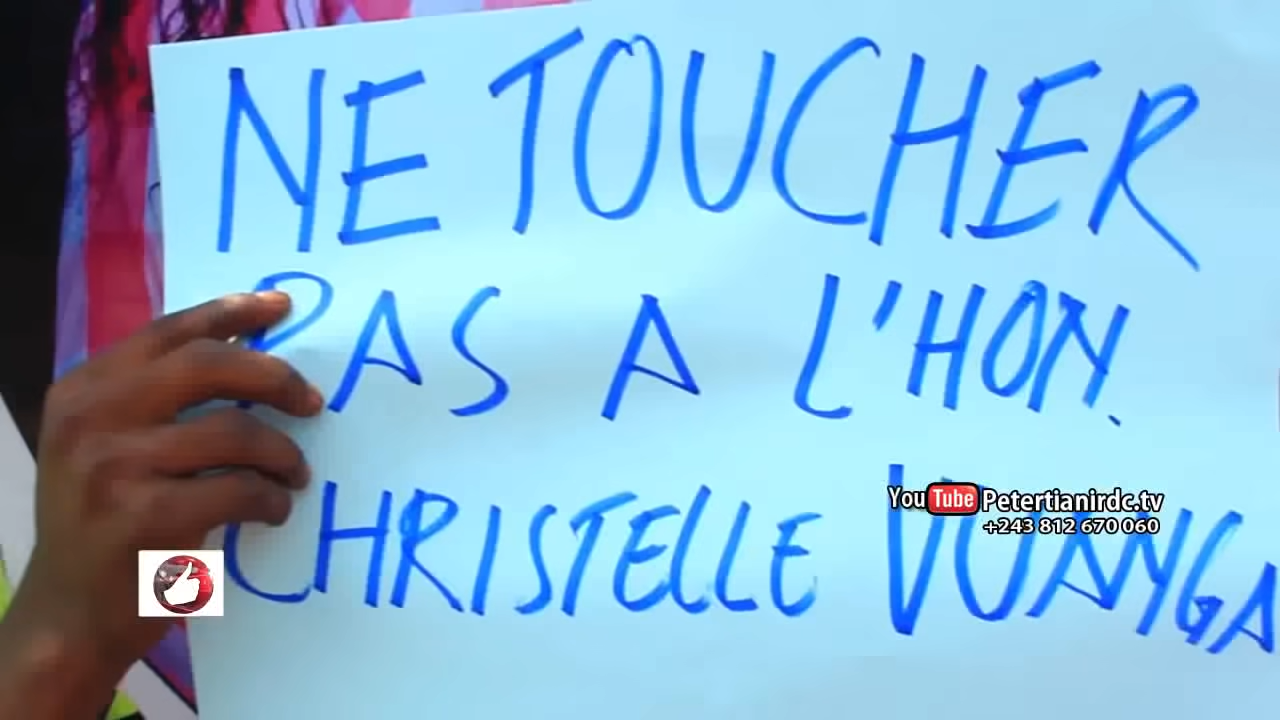 NE TOUCHER
PAS A L'HON.
CHRISTELLE VUANGA
YouTube Petertianirdc.tv
+243 812 670 060